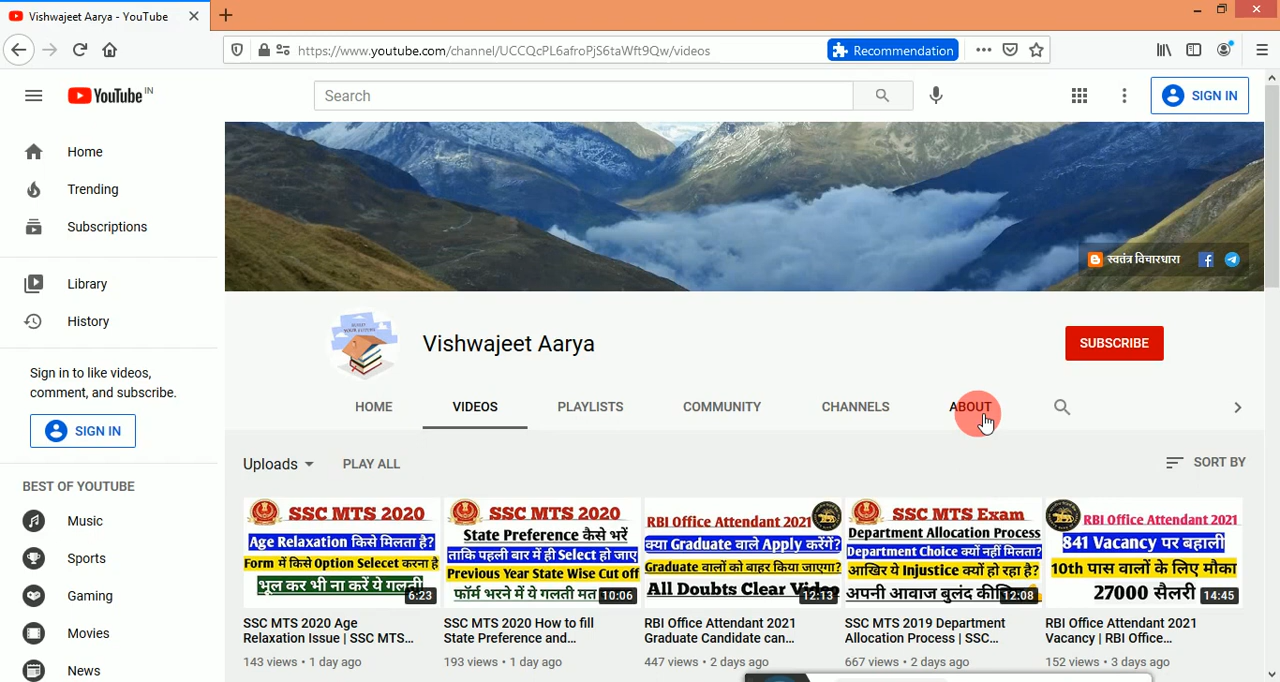 Vishwajeet Aarya - YouTube
https://www.youtube.com/channel/UCCQcPL6afroPjS6taWft9Qw/videos
Recommendation
YouTube IN
Search
SIGN IN
Home
Trending
Subscriptions
Library
History
Sign in to like videos,
comment, and subscribe.
SIGN IN
BEST OF YOUTUBE
Music
Sports
Gaming
Movies
News
स्वतंत्र विचारधारा
Vishwajeet Aarya
SUBSCRIBE
HOME VIDEOS PLAYLISTS COMMUNITY CHANNELS ABOUT
Uploads PLAY ALL SORT BY
SSC MTS 2020
Age Relaxation किसे मिलता है?
Form में किसे Option Selecet करना है
भूल कर भी ना करें ये गलती
6:23
SSC MTS 2020 Age
Relaxation Issue | SSC MTS...
143 views • 1 day ago
SSC MTS 2020
State Preference कैसे भरें
ताकि पहली बार में ही Select हो जाए
Previous Year State Wise Cut off
फॉर्म भरने में ये गलती मत
10:06
SSC MTS 2020 How to fill
State Preference and...
193 views • 1 day ago
RBI Office Attendant 2021
क्या Graduate वाले Apply करेंगें?
Graduate वालों को बाहर किया जाएगा?
All Doubts Clear Video
12:13
RBI Office Attendant 2021
Graduate Candidate can...
447 views • 2 days ago
SSC MTS Exam
Department Allocation Process
Department Choice क्यों नहीं मिलता?
आखिर ये Injustice क्यों हो रहा है?
अपनी आवाज बुलंद
12:08
SSC MTS 2019 Department
Allocation Process | SSC...
667 views • 2 days ago
RBI Office Attendant 2021
841 Vacancy पर बहाली
10th पास वालों के लिए मौका
27000 सैलरी
14:45
RBI Office Attendant 2021
Vacancy | RBI Office...
152 views • 3 days ago